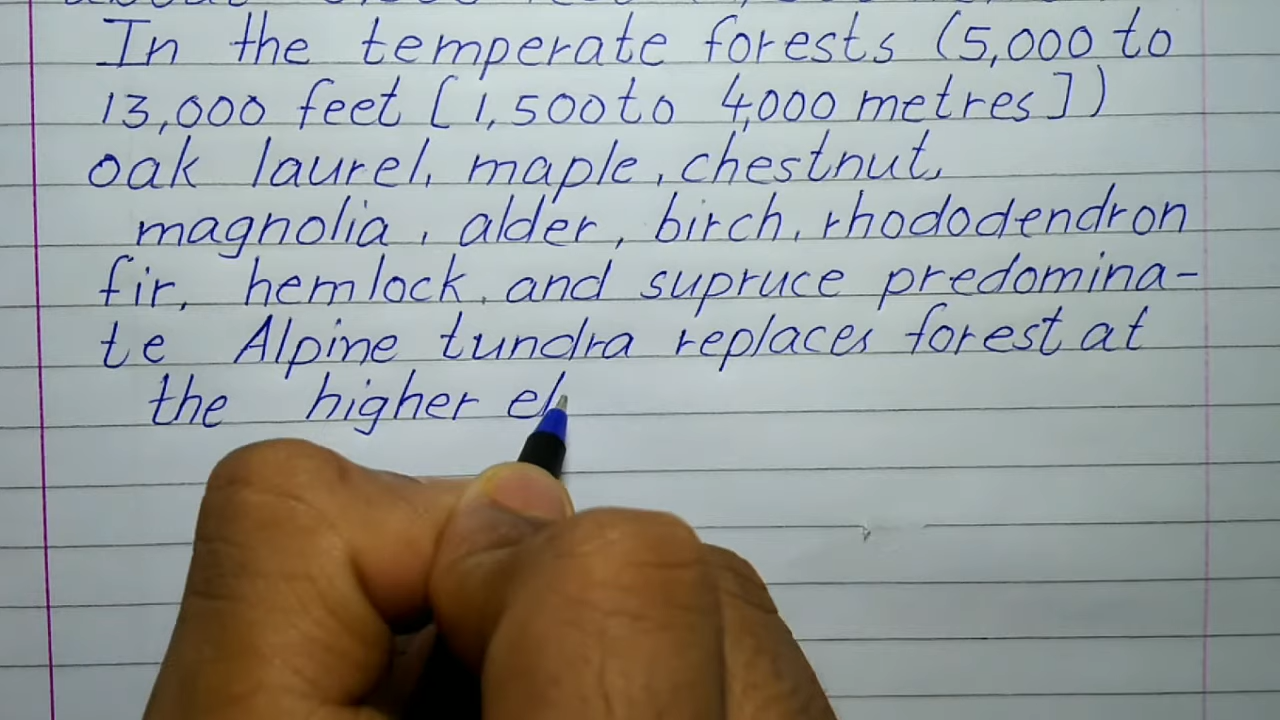 In the temperate forests (5,000 to
13,000 feet [1,500 to 4,000 metres])
oak laurel, maple, chestnut,
magnolia, alder, birch, rhododendron
fir, hemlock, and supruce predomina-
te Alpine tundra replaces forest at
the higher el